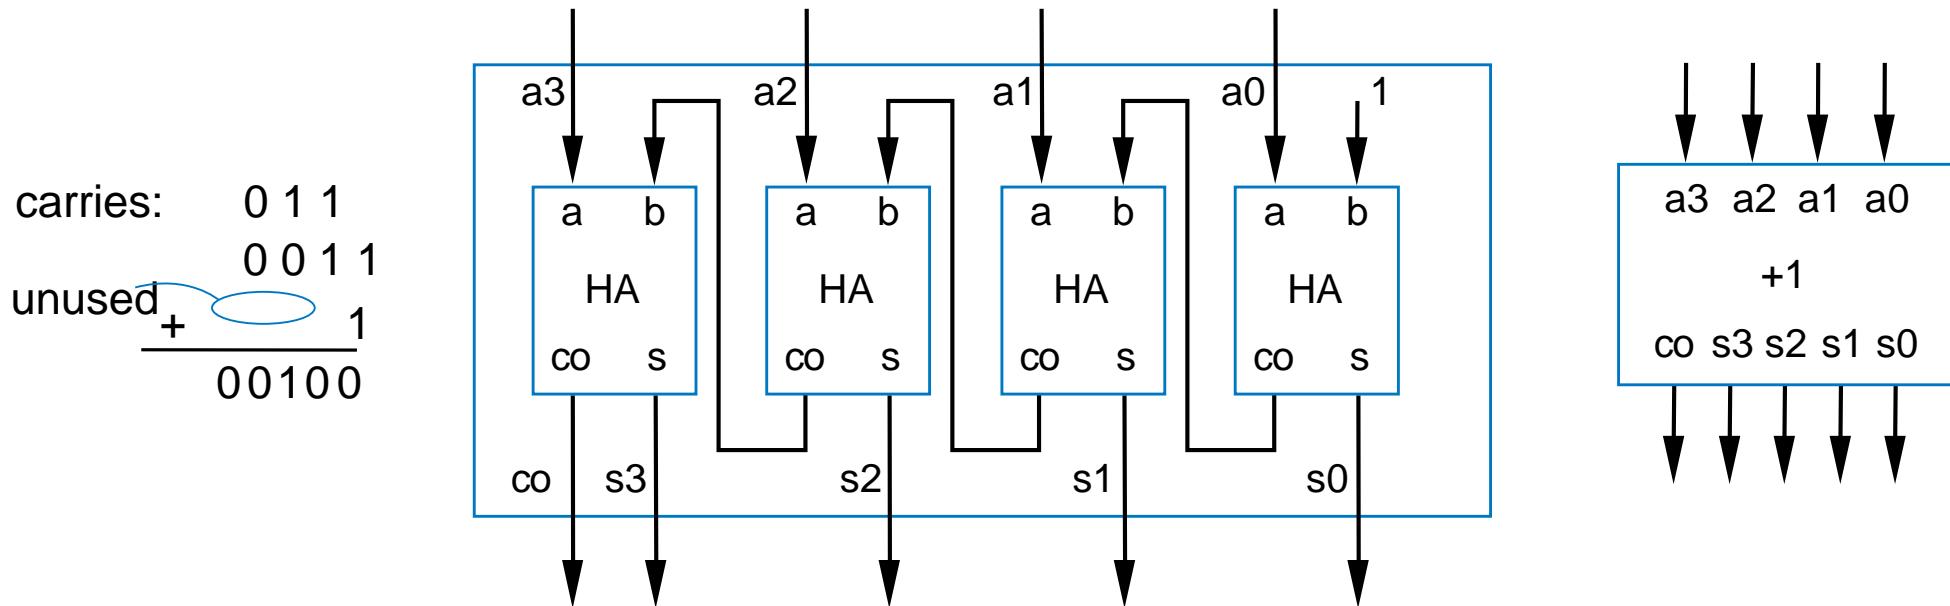 carries: 0 1 1
0 0 1 1
unused
+ 1
0 0 1 0 0
a3 a2 a1 a0 1
a b a b a b a b
HA HA HA HA
co s co s co s co s
co s3 s2 s1 s0
a3 a2 a1 a0
+1
co s3 s2 s1 s0